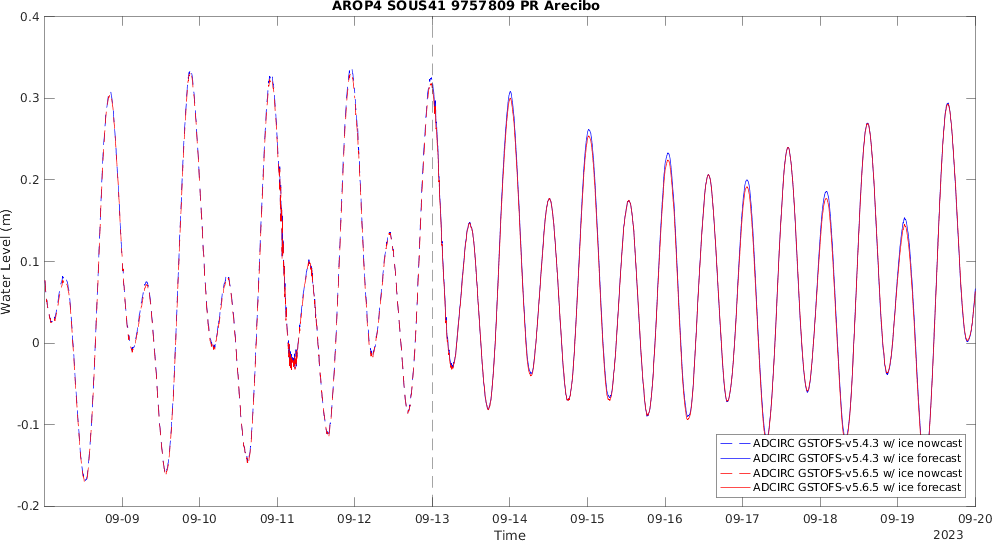 AROP4 SOUS41 9757809 PR Arecibo
0.4
0.3
0.2
0.1
0
-0.1
-0.2
Water Level (m)
ADCIRC GSTOFS-v5.4.3 w/ ice nowcast
ADCIRC GSTOFS-v5.4.3 w/ ice forecast
ADCIRC GSTOFS-v5.6.5 w/ ice nowcast
ADCIRC GSTOFS-v5.6.5 w/ ice forecast
09-09 09-10 09-11 09-12 09-13 09-14 09-15 09-16 09-17 09-18 09-19 09-20
Time
2023